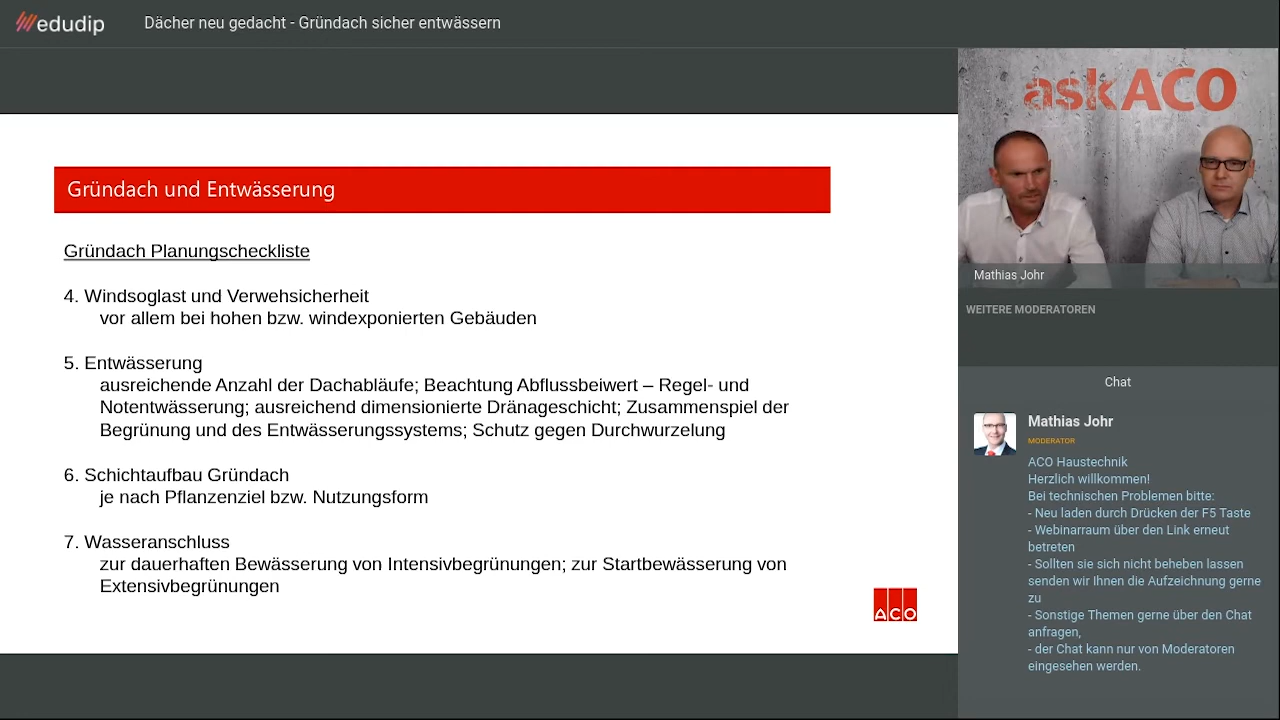 edudip
Dächer neu gedacht - Gründach sicher entwässern
Gründach und Entwässerung
Gründach Planungscheckliste
4. Windsoglast und Verwehsicherheit
vor allem bei hohen bzw. windexponierten Gebäuden
5. Entwässerung
ausreichende Anzahl der Dachabläufe; Beachtung Abflussbeiwert – Regel- und
Notentwässerung; ausreichend dimensionierte Dränageschicht; Zusammenspiel der
Begrünung und des Entwässerungssystems; Schutz gegen Durchwurzelung
6. Schichtaufbau Gründach
je nach Pflanzenziel bzw. Nutzungsform
7. Wasseranschluss
zur dauerhaften Bewässerung von Intensivbegrünungen; zur Startbewässerung von
Extensivbegrünungen
ACO
askACO
Mathias Johr
WEITERE MODERATOREN
Chat
Mathias Johr
MODERATOR
ACO Haustechnik
Herzlich willkommen!
Bei technischen Problemen bitte:
- Neu laden durch Drücken der F5 Taste
- Webinarraum über den Link erneut
betreten
- Sollten sie sich nicht beheben lassen
senden wir Ihnen die Aufzeichnung gerne
zu
- Sonstige Themen gerne über den Chat
anfragen,
- der Chat kann nur von Moderatoren
eingesehen werden.